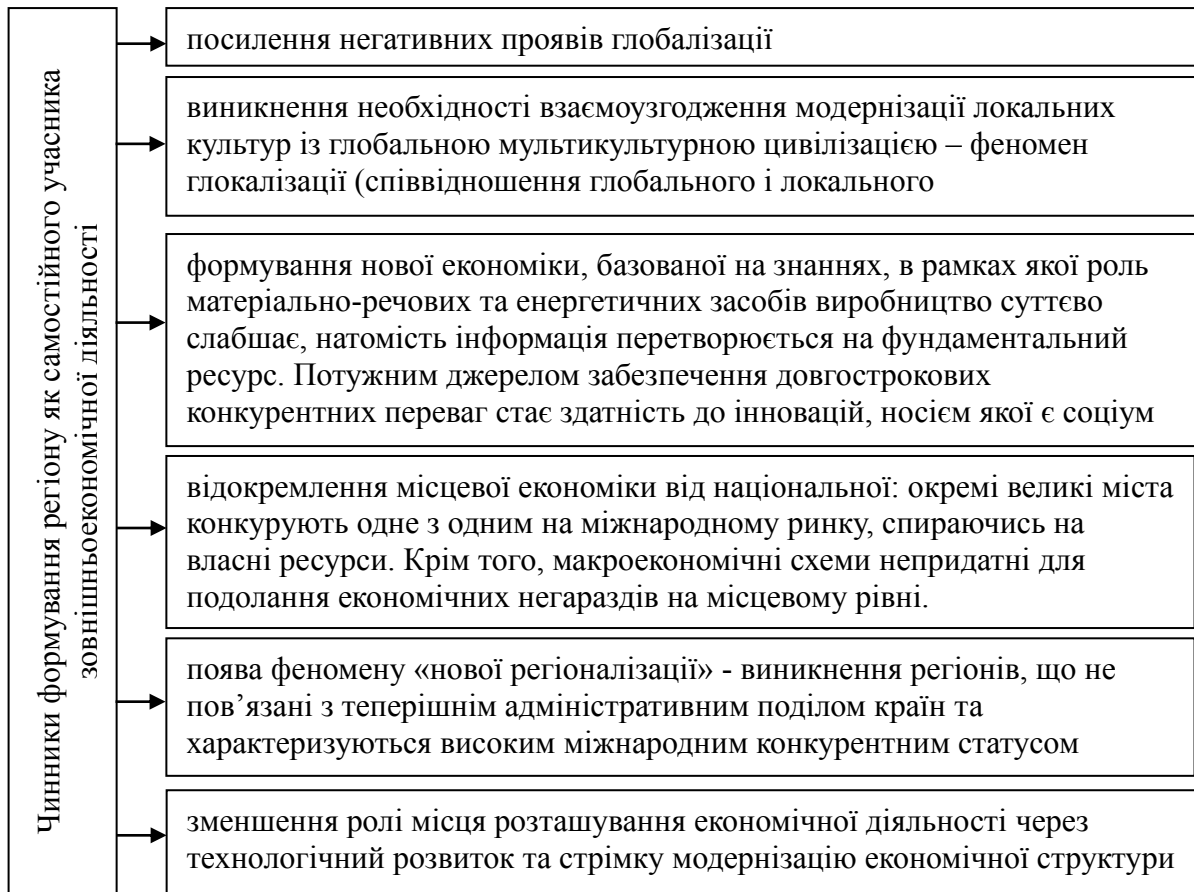 Чинники формування регіону як самостійного учасника
зовнішньоекономічної діяльності
посилення негативних проявів глобалізації
виникнення необхідності взаємоузгодження модернізації локальних
культур із глобальною мультикультурною цивілізацією – феномен
глокалізації (співвідношення глобального і локального
формування нової економіки, базованої на знаннях, в рамках якої роль
матеріально-речових та енергетичних засобів виробництво суттєво
слабшає, натомість інформація перетворюється на фундаментальний
ресурс. Потужним джерелом забезпечення довгострокових
конкурентних переваг стає здатність до інновацій, носієм якої є соціум
відокремлення місцевої економіки від національної: окремі великі міста
конкурують одне з одним на міжнародному ринку, спираючись на
власні ресурси. Крім того, макроекономічні схеми непридатні для
подолання економічних негараздів на місцевому рівні.
поява феномену «нової регіоналізації» - виникнення регіонів, що не
пов’язані з теперішнім адміністративним поділом країн та
характеризуються високим міжнародним конкурентним статусом
зменшення ролі місця розташування економічної діяльності через
технологічний розвиток та стрімку модернізацію економічної структури